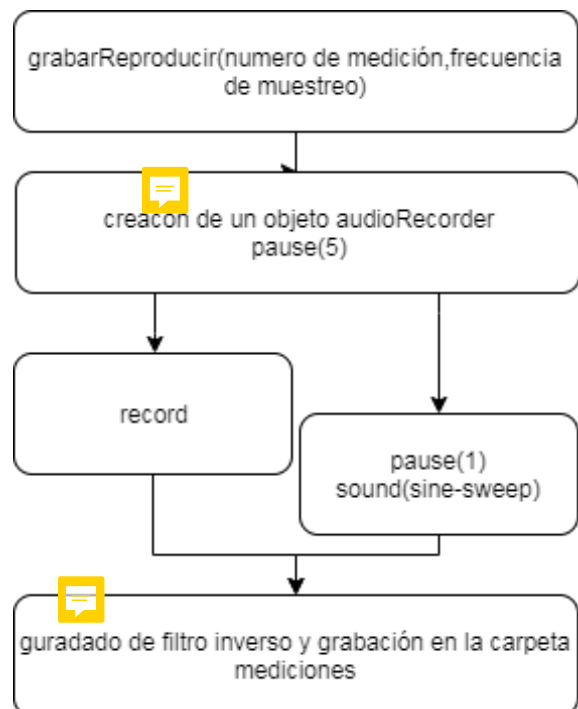 grabarReproducir(numero de medición,frecuencia
de muestreo)
creacón de un objeto audioRecorder
pause(5)
record
pause(1)
sound(sine-sweep)
guradado de filtro inverso y grabación en la carpeta
mediciones